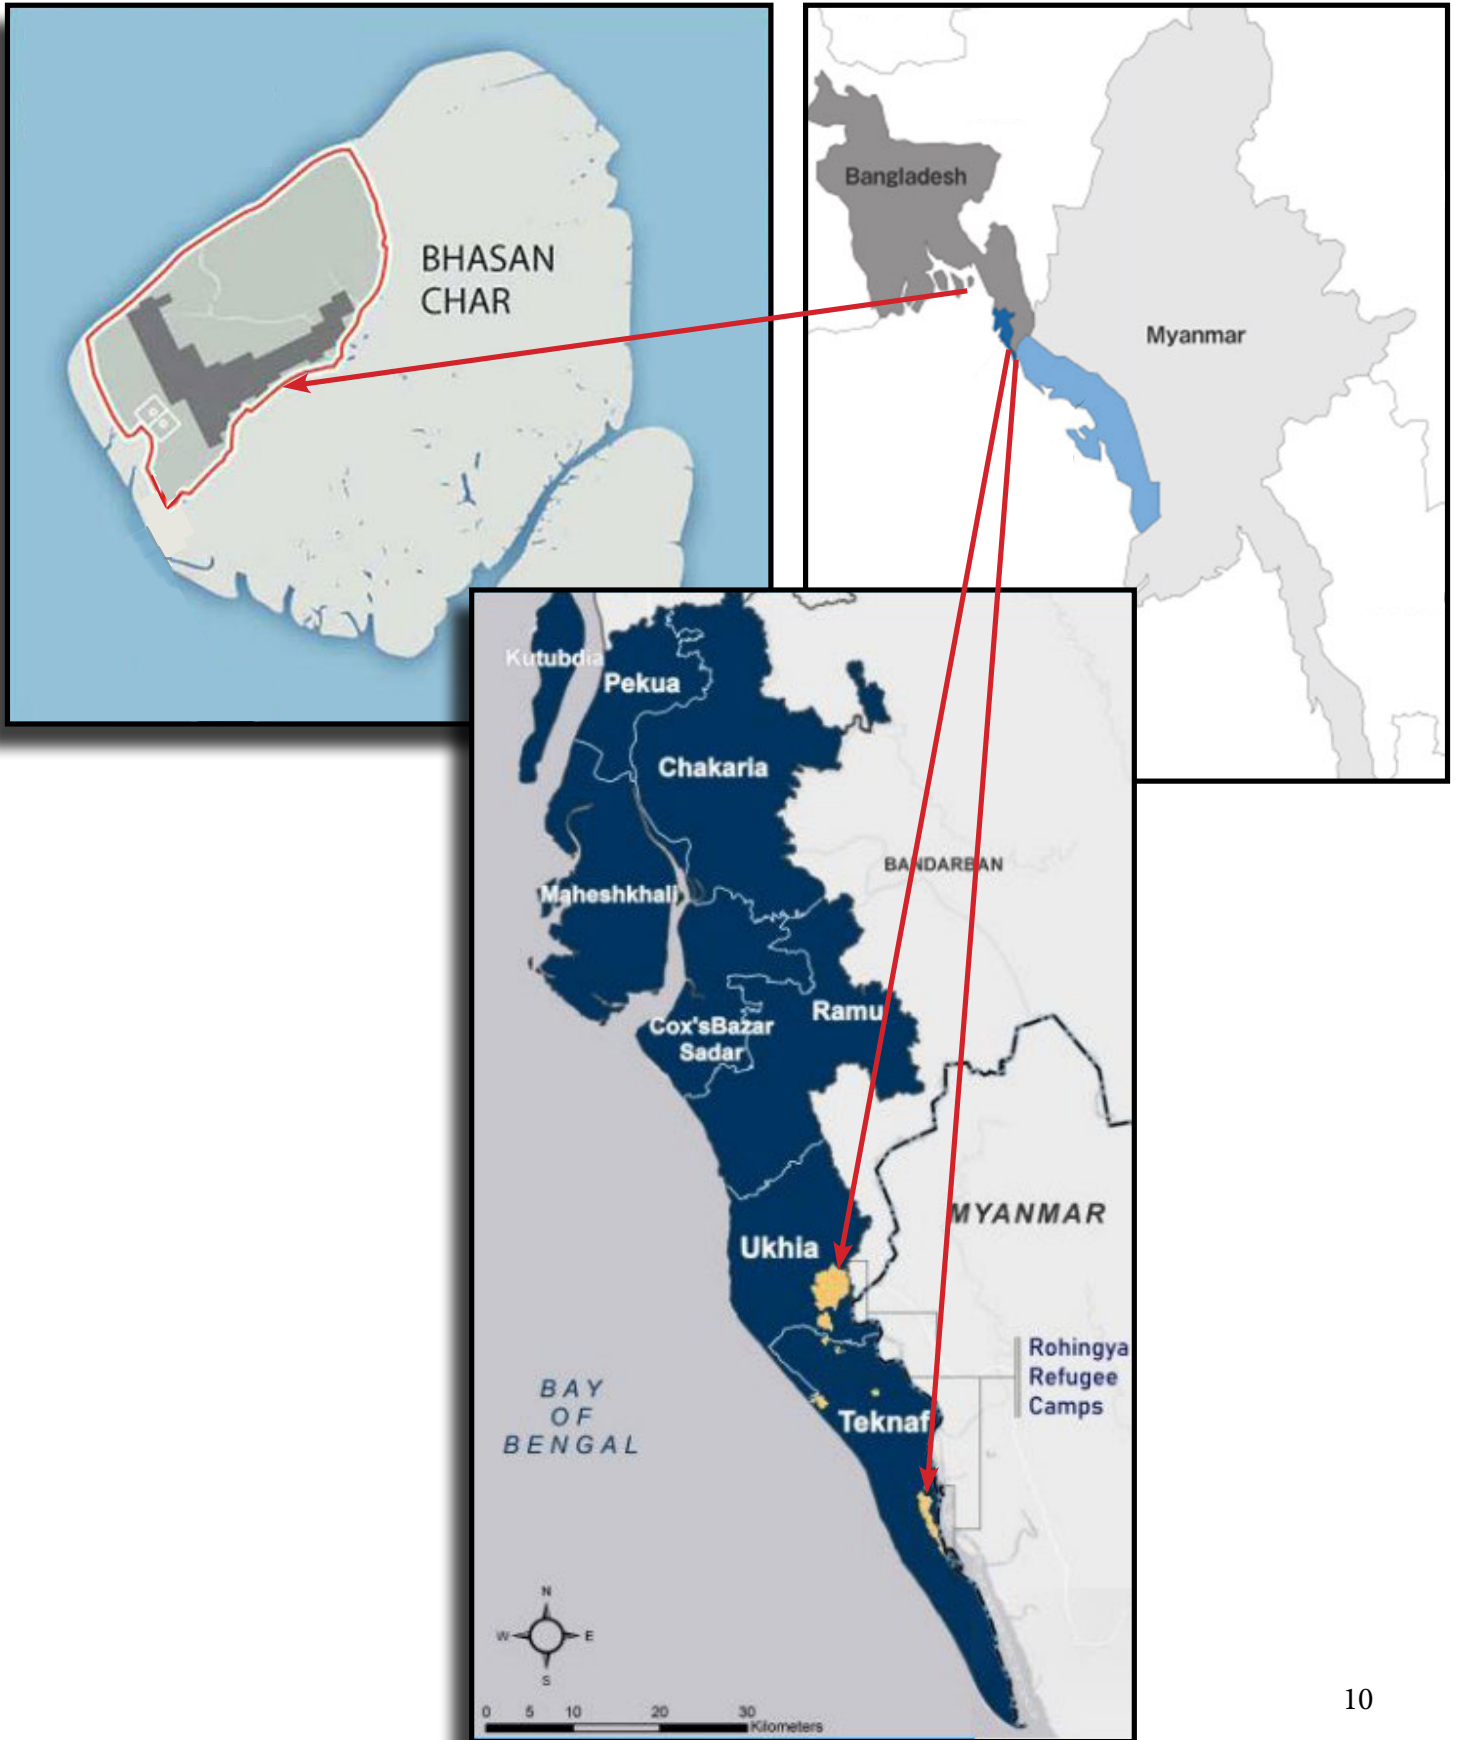 BHASAN
CHAR
Bangladesh
Myanmar
Kutubdia
Pekua
Chakaria
BANDARBAN
Maheshkhali
Ramu
Cox'sBazar
Sadar
MYANMAR
Ukhia
Rohingya
Refugee
Camps
BAY
OF
BENGAL
Teknaf
N
W E
S
0 5 10 20 30
Kilometers
10